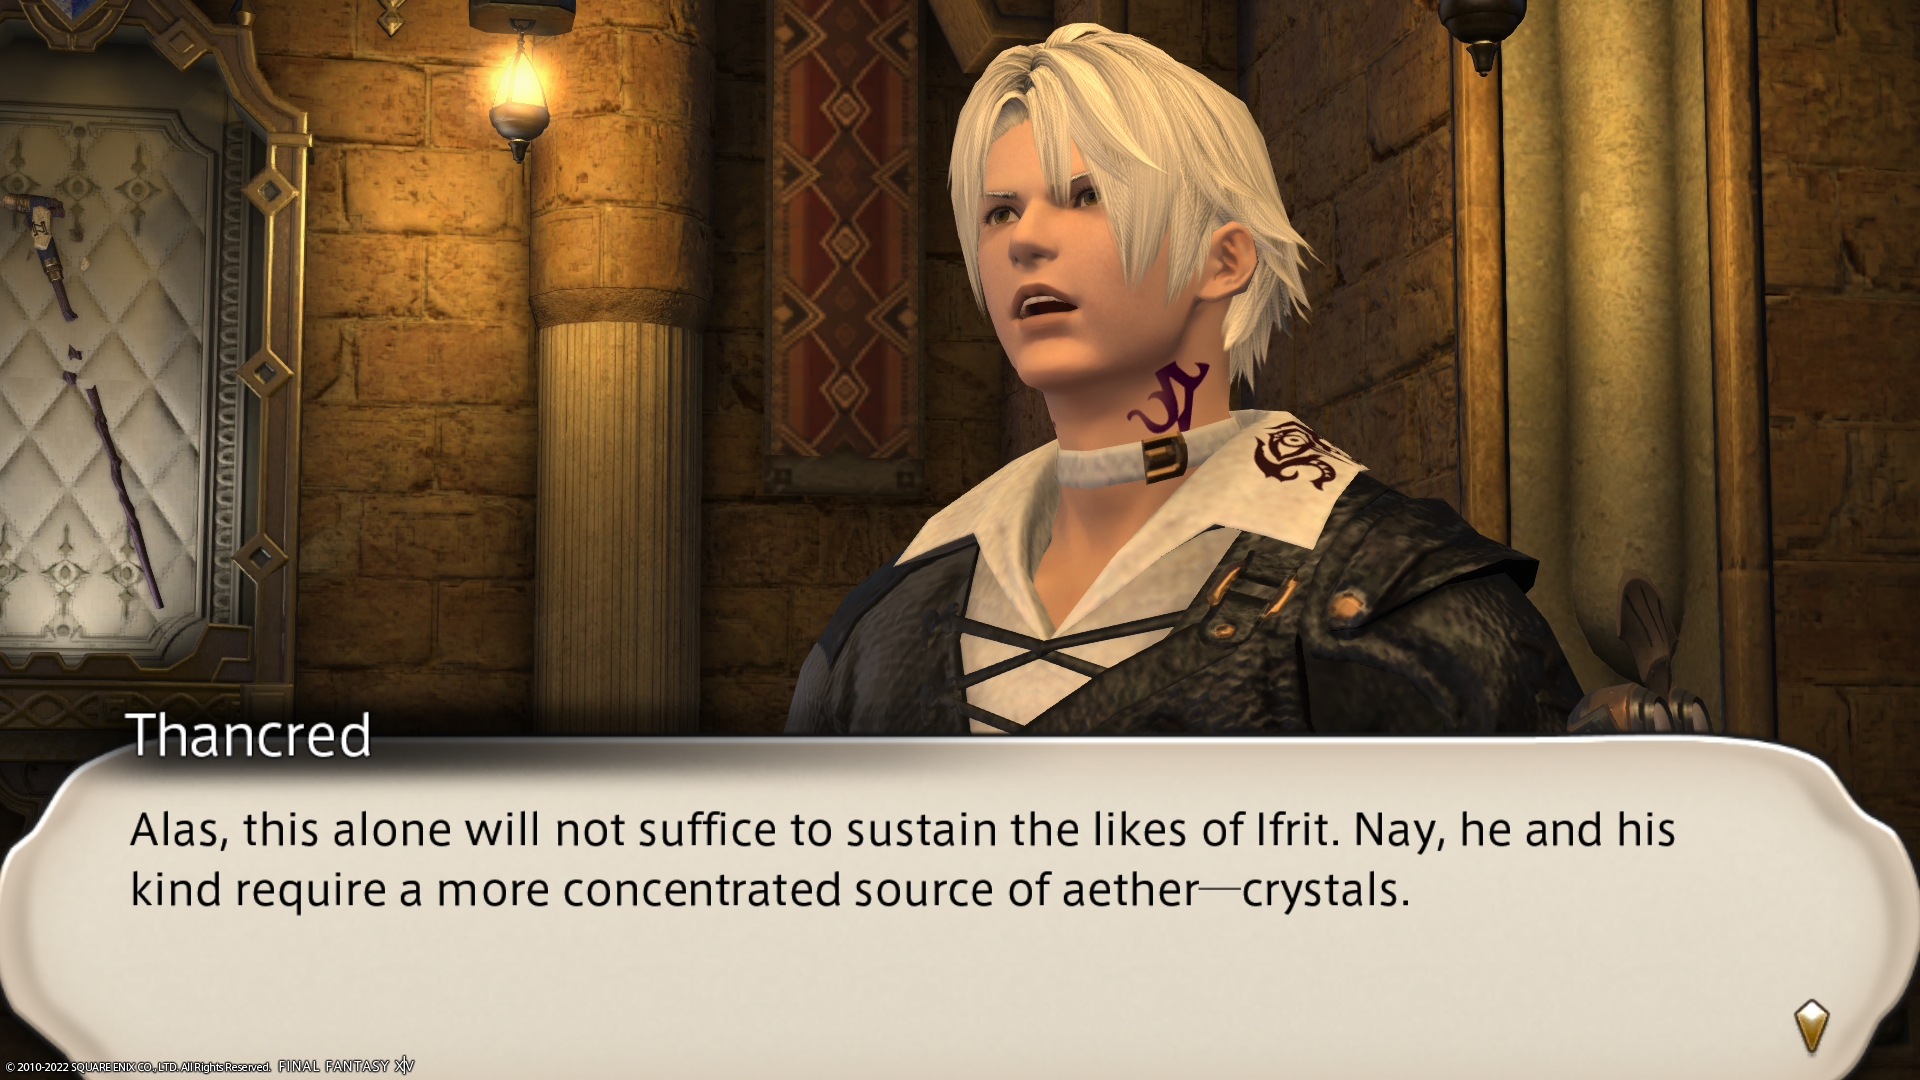 Thancred
Alas, this alone will not suffice to sustain the likes of Ifrit. Nay, he and his
kind require a more concentrated source of aether—crystals.
© 2010-2022 SQUARE ENIX CO., LTD. All Rights Reserved. FINAL FANTASY XIV